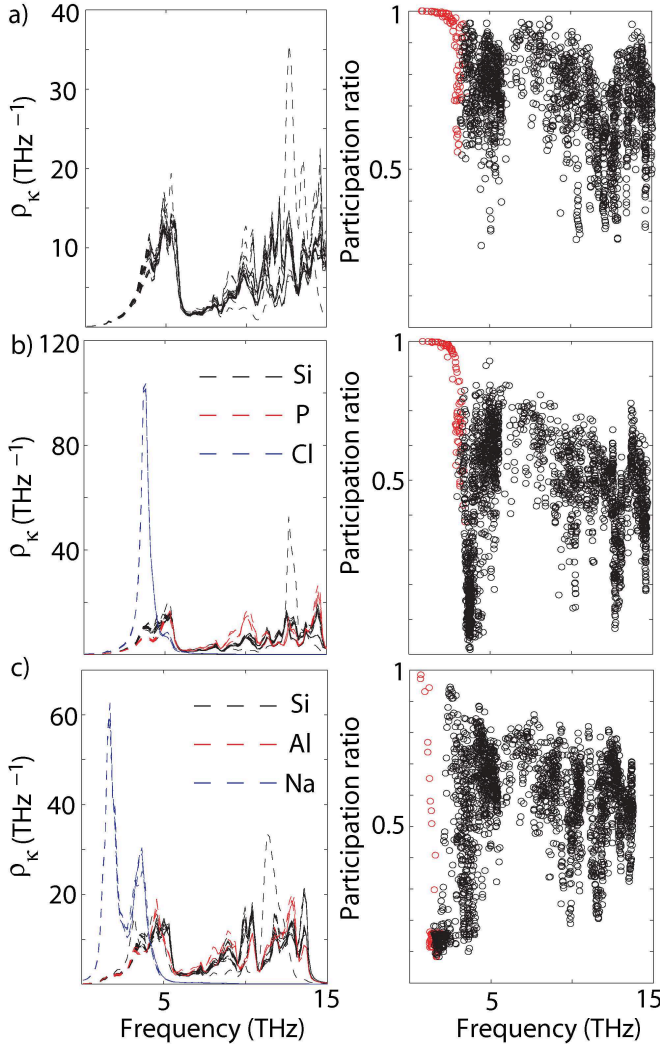 a)
40
30
20
10
ρκ (THz⁻¹)
1
0.5
Participation ratio
b)
120
80
40
ρκ (THz⁻¹)
Si
P
Cl
1
0.5
Participation ratio
c)
60
40
20
ρκ (THz⁻¹)
Si
Al
Na
5
15
Frequency (THz)
1
0.5
Participation ratio
5
10
15
Frequency (THz)